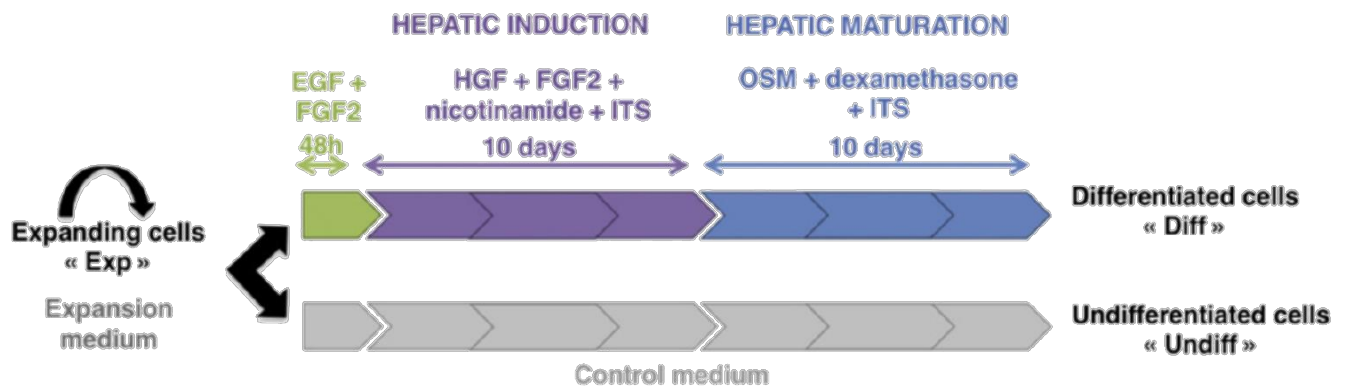 HEPATIC INDUCTION
HEPATIC MATURATION
EGF +
FGF2
48h
HGF + FGF2 +
nicotinamide + ITS
10 days
OSM + dexamethasone
+ ITS
10 days
Expanding cells
« Exp »
Expansion
medium
Differentiated cells
« Diff »
Undifferentiated cells
« Undiff »
Control medium